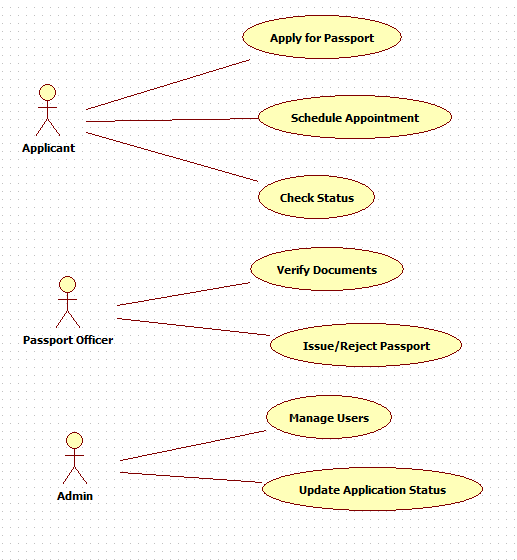 Apply for Passport
Schedule Appointment
Applicant
Check Status
Verify Documents
Passport Officer
Issue/Reject Passport
Manage Users
Admin
Update Application Status